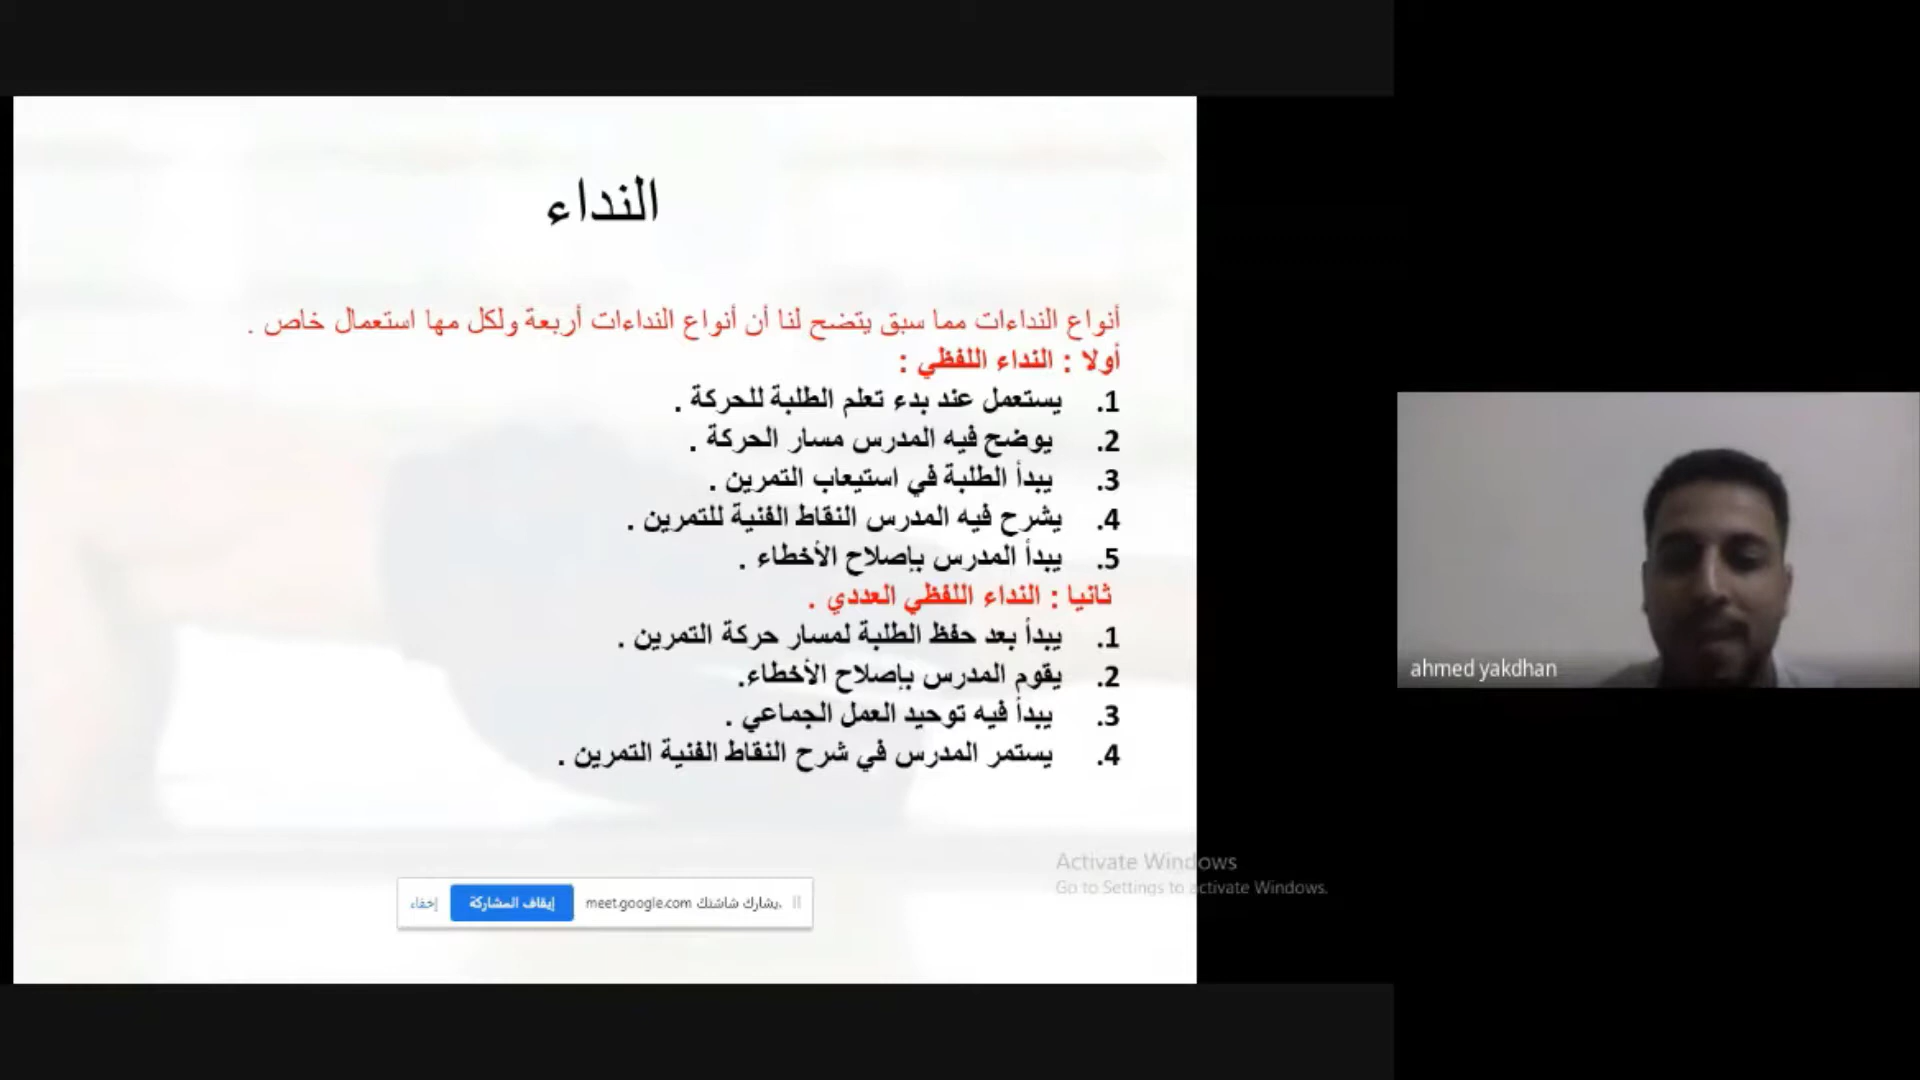 النداء
أنواع النداءات مما سبق يتضح لنا أن أنواع النداءات أربعة ولكل مها استعمال خاص .
أولا : النداء اللفظي :
1. يستعمل عند بدء تعلم الطلبة للحركة .
2. يوضح فيه المدرس مسار الحركة .
3. يبدأ الطلبة في استيعاب التمرين .
4. يشرح فيه المدرس النقاط الفنية للتمرين .
5. يبدأ المدرس بإصلاح الأخطاء .
ثانيا : النداء اللفظي العددي .
1. يبدأ بعد حفظ الطلبة لمسار حركة التمرين .
2. يقوم المدرس بإصلاح الأخطاء.
3. يبدأ فيه توحيد العمل الجماعي .
4. يستمر المدرس في شرح النقاط الفنية التمرين .
ahmed yakdhan
Activate Windows
Go to Settings to activate Windows.
يشارك شاشتك meet.google.com.
إيقاف المشاركة
إخفاء